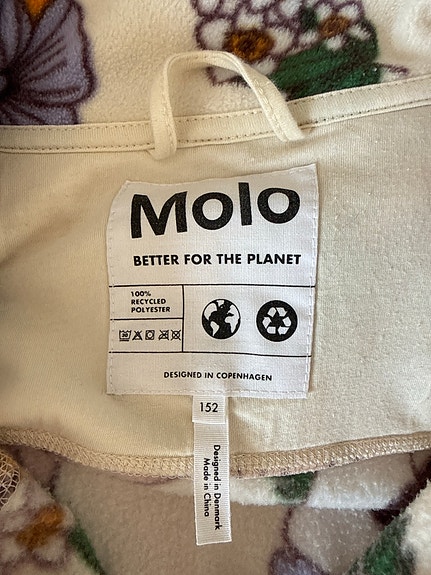 Molo
BETTER FOR THE PLANET
100%
RECYCLED
POLYESTER
DESIGNED IN COPENHAGEN
152
Designed in Denmark
Made in China